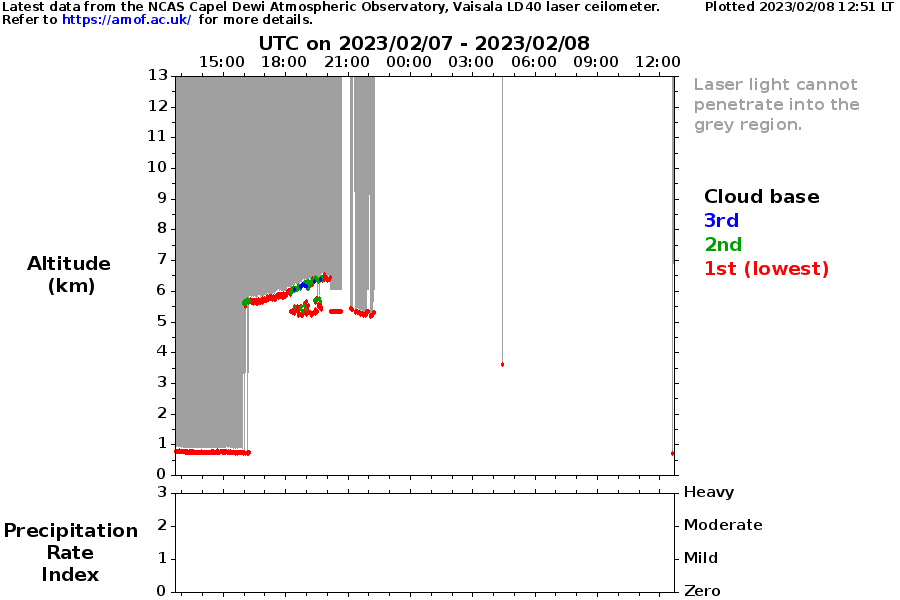 Latest data from the NCAS Capel Dewi Atmospheric Observatory, Vaisala LD40 laser ceilometer. Plotted 2023/02/08 12:51 LT
Refer to https://amof.ac.uk/ for more details.
UTC on 2023/02/07 - 2023/02/08
15:00 18:00 21:00 00:00 03:00 06:00 09:00 12:00
13
12
11
10
9
8
7
6
5
4
3
2
1
0
Altitude
(km)
Laser light cannot
penetrate into the
grey region.
Cloud base
3rd
2nd
1st (lowest)
3 Heavy
2 Moderate
1 Mild
0 Zero
Precipitation
Rate
Index